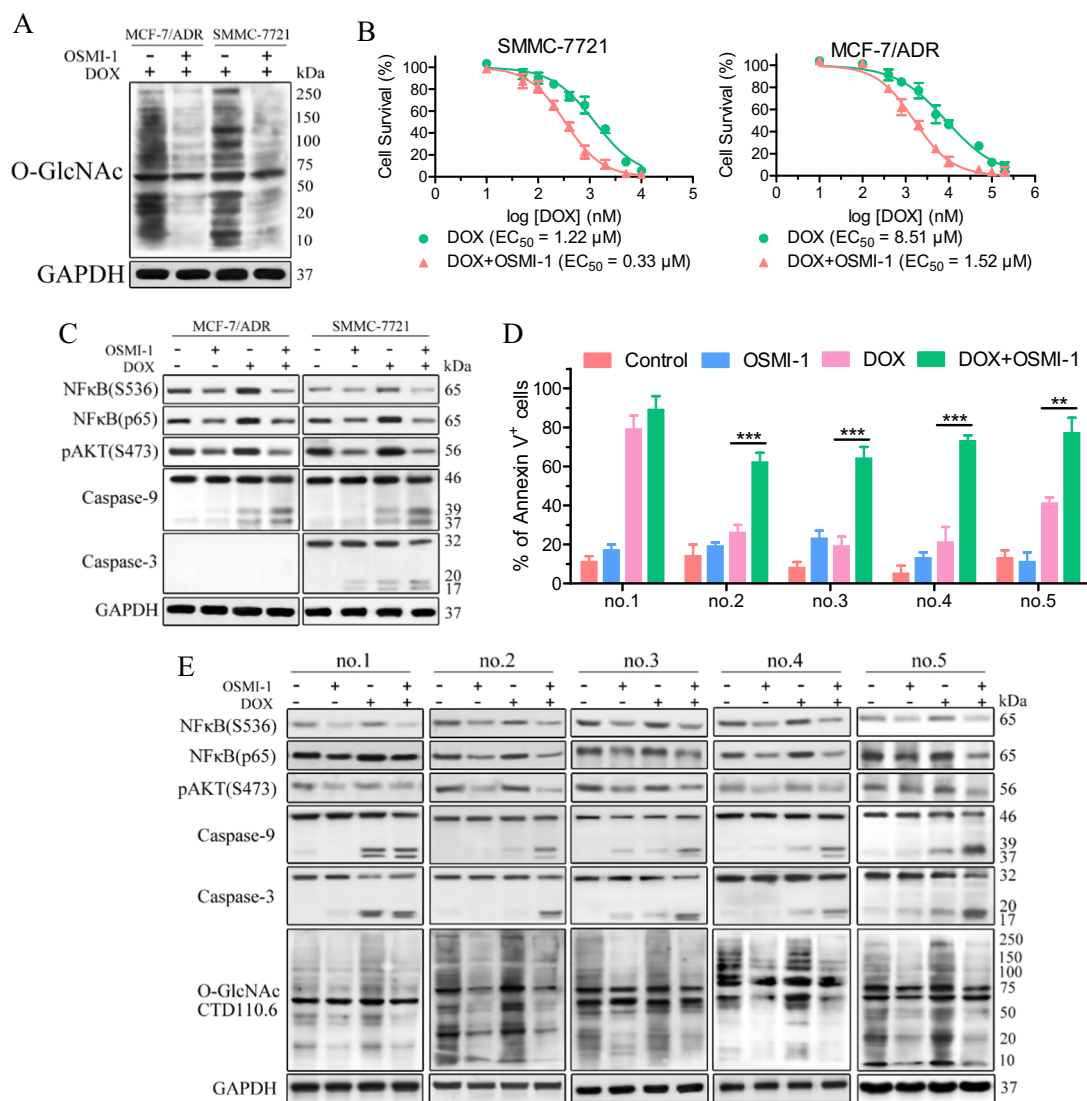 A
MCF-7/ADR SMMC-7721
OSMI-1 - + - +
DOX + + + + kDa
250
150
100
75
50
20
10
O-GlcNAc
GAPDH 37
B
SMMC-7721
Cell Survival (%)
100
80
60
40
20
0
0 1 2 3 4 5
log [DOX] (nM)
DOX (EC50 = 1.22 µM)
DOX+OSMI-1 (EC50 = 0.33 µM)
MCF-7/ADR
Cell Survival (%)
100
80
60
40
20
0
0 1 2 3 4 5 6
log [DOX] (nM)
DOX (EC50 = 8.51 µM)
DOX+OSMI-1 (EC50 = 1.52 µM)
C
MCF-7/ADR SMMC-7721
OSMI-1 - + - + - + - +
DOX - - + + - - + + kDa
NFκB(S536) 65
NFκB(p65) 65
pAKT(S473) 56
Caspase-9 46
39
37
Caspase-3 32
20
17
GAPDH 37
D
Control OSMI-1 DOX DOX+OSMI-1
% of Annexin V+ cells
100
80
60
40
20
0
*** *** *** **
no.1 no.2 no.3 no.4 no.5
E
no.1 no.2 no.3 no.4 no.5
OSMI-1 - + - + - + - + - + - + - + - + - + - +
DOX - - + + - - + + - - + + - - + + - - + + kDa
NFκB(S536) 65
NFκB(p65) 65
pAKT(S473) 56
Caspase-9 46
39
37
Caspase-3 32
20
17
O-GlcNAc
CTD110.6
250
150
100
75
50
20
10
GAPDH 37